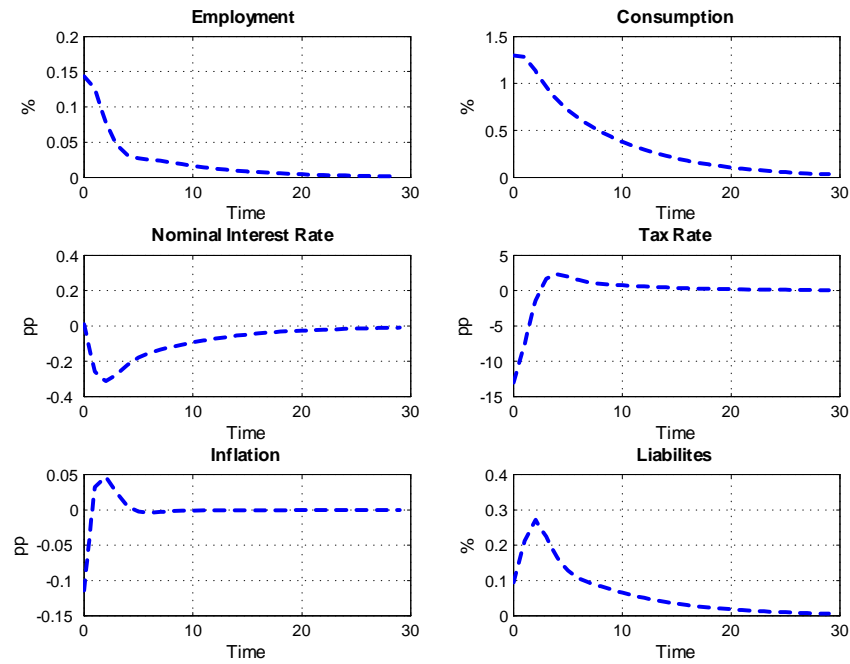 Employment
0.2
0.15
0.1
0.05
0
%
0 10 20 30
Time
Consumption
1.5
1
0.5
0
%
0 10 20 30
Time
Nominal Interest Rate
0.4
0.2
0
-0.2
-0.4
pp
0 10 20 30
Time
Tax Rate
5
0
-5
-10
-15
pp
0 10 20 30
Time
Inflation
0.05
0
-0.05
-0.1
-0.15
pp
0 10 20 30
Time
Liabilites
0.4
0.3
0.2
0.1
0
%
0 10 20 30
Time